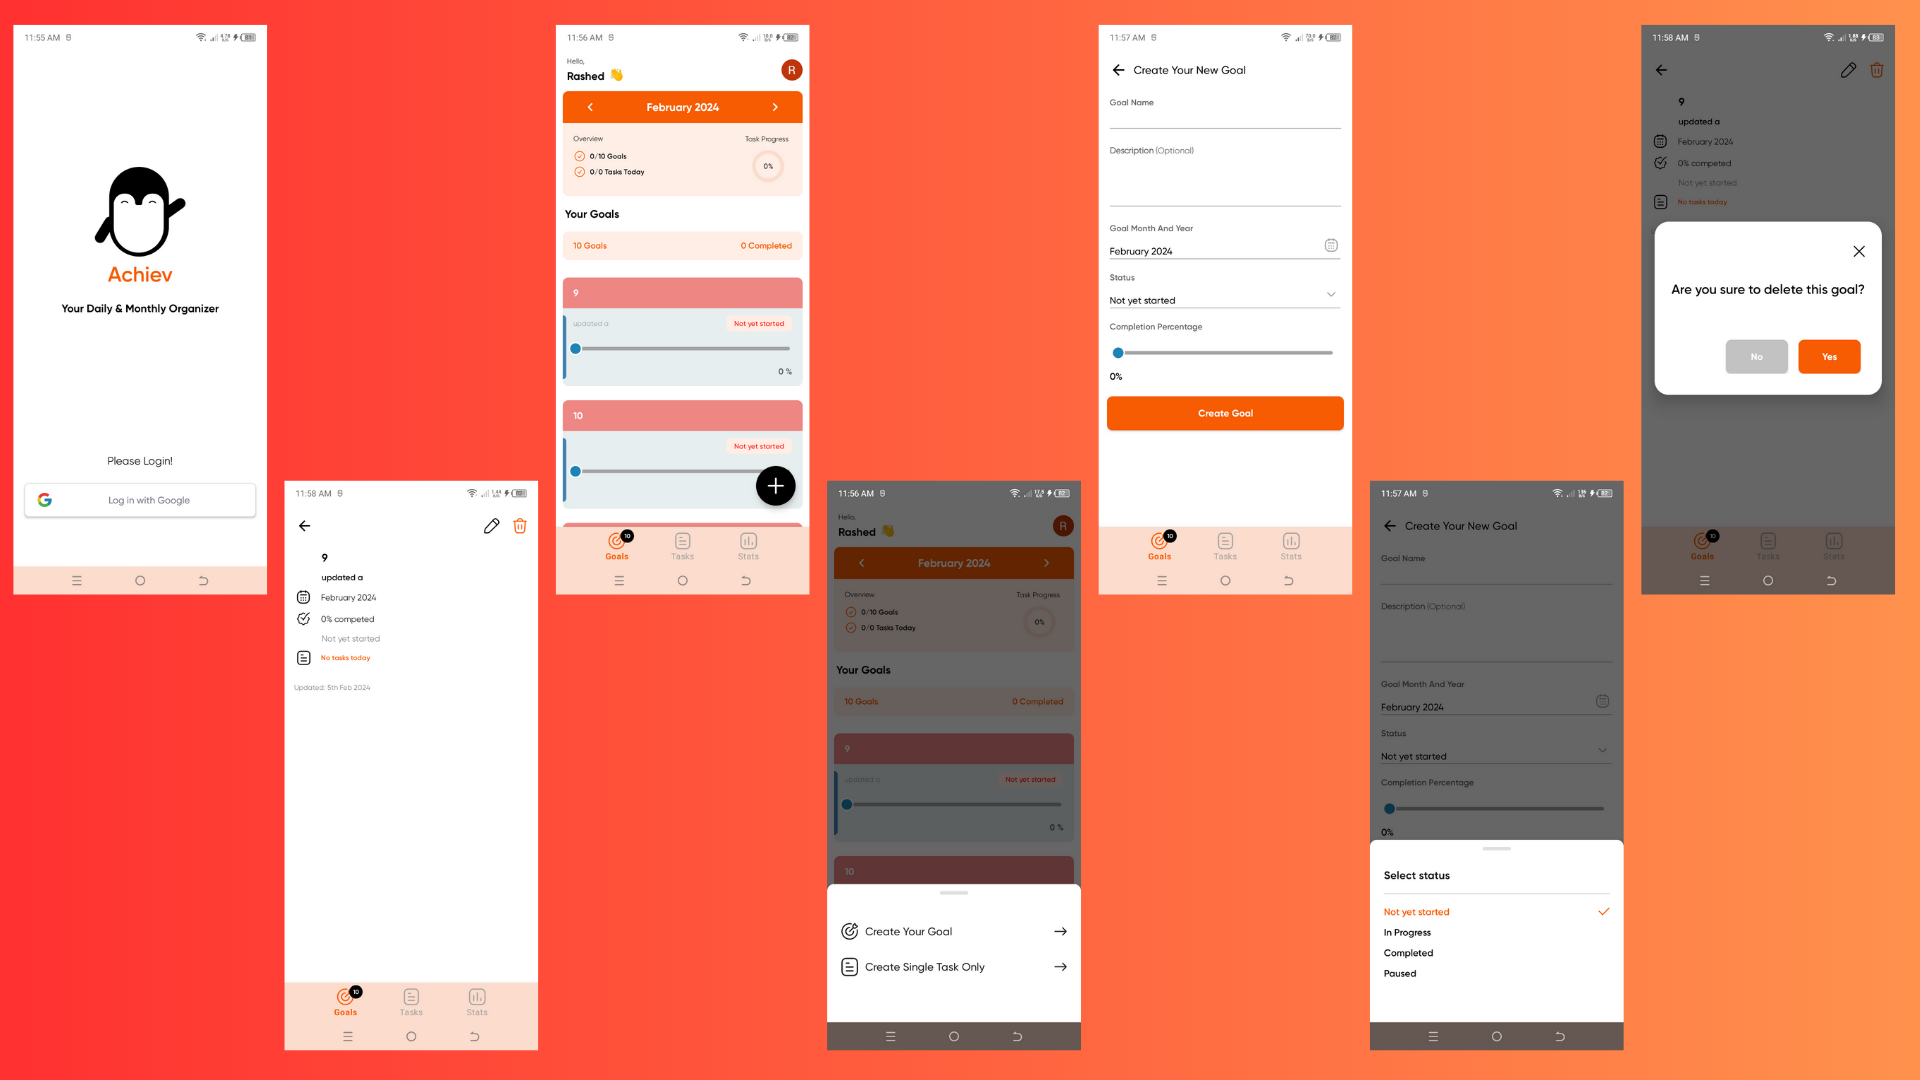 11:55 AM
Achiev
Your Daily & Monthly Organizer
Please Login!
Log in with Google
11:58 AM
9
updated a
February 2024
0% competed
Not yet started
No tasks today
Updated: 5th Feb 2024
10
Goals Tasks Stats
11:56 AM
Hello,
Rashed 👋 R
February 2024
Overview Task Progress
0/10 Goals
0/0 Tasks Today
0%
Your Goals
10 Goals 0 Completed
9
updated a Not yet started
0 %
10
Not yet started
+
10
Goals Tasks Stats
11:56 AM
Hello,
Rashed 👋 R
February 2024
Overview Task Progress
0/10 Goals
0/0 Tasks Today
0%
Your Goals
10 Goals 0 Completed
9
updated a Not yet started
0 %
10
Create Your Goal
Create Single Task Only
11:57 AM
Create Your New Goal
Goal Name
Description (Optional)
Goal Month And Year
February 2024
Status
Not yet started
Completion Percentage
0%
Create Goal
10
Goals Tasks Stats
11:57 AM
Create Your New Goal
Goal Name
Description (Optional)
Goal Month And Year
February 2024
Status
Not yet started
Completion Percentage
0%
Select status
Not yet started
In Progress
Completed
Paused
11:58 AM
9
updated a
February 2024
0% competed
Not yet started
No tasks today
Are you sure to delete this goal?
No Yes
10
Goals Tasks Stats